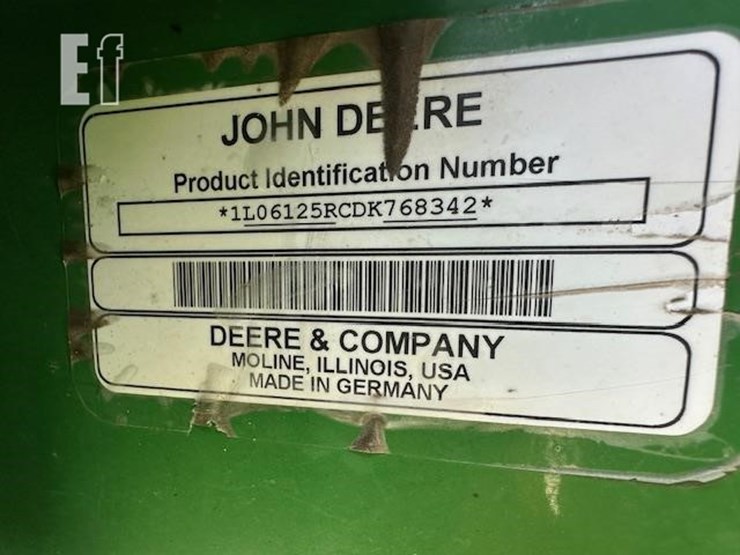 Ef
JOHN DEERE
Product Identification Number
*1L06125RCDK768342*
DEERE & COMPANY
MOLINE, ILLINOIS, USA
MADE IN GERMANY